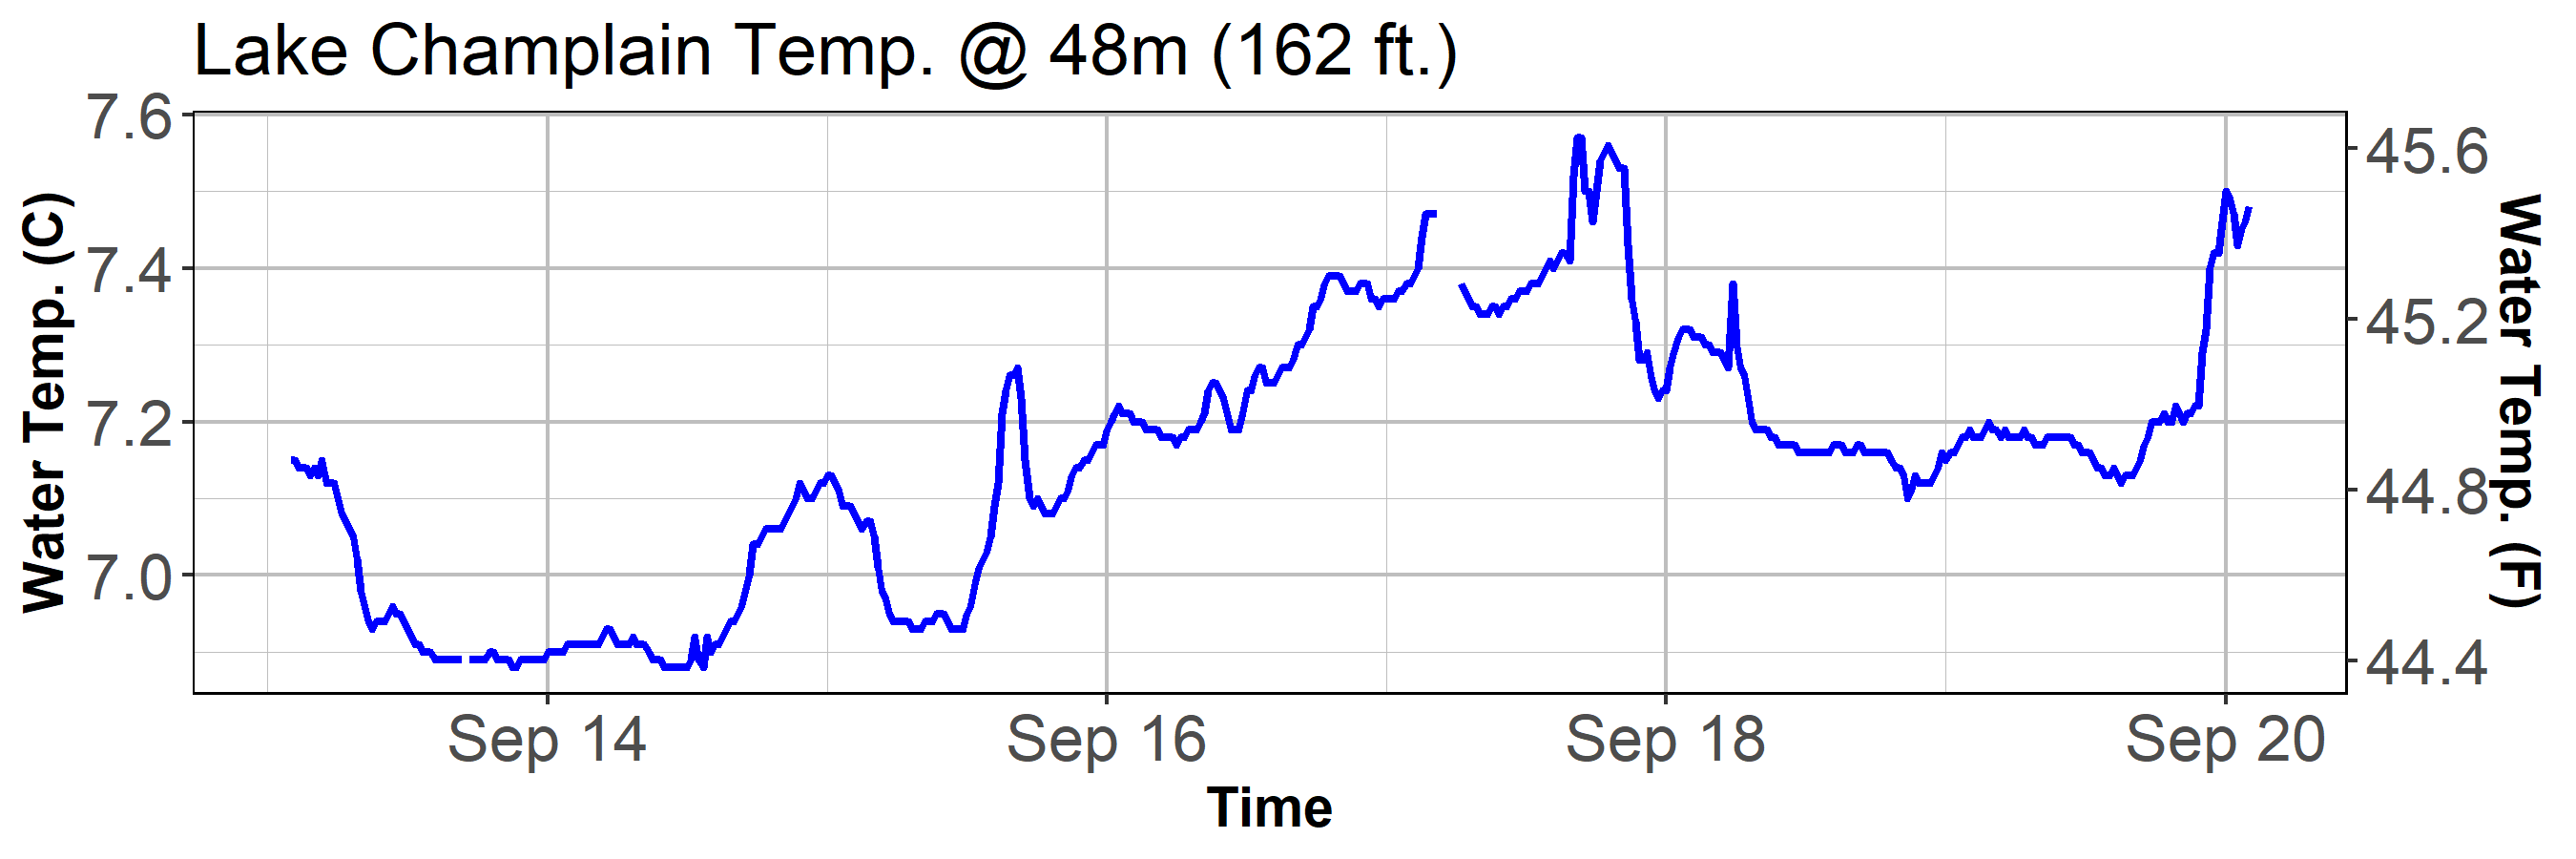 Lake Champlain Temp. @ 48m (162 ft.)
Water Temp. (C)
7.6
7.4
7.2
7.0
45.6
45.2
44.8
44.4
Water Temp. (F)
Sep 14 Sep 16 Sep 18 Sep 20
Time